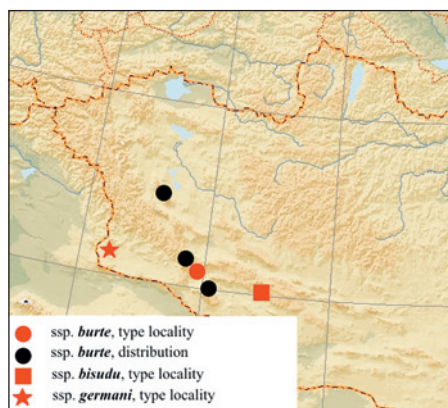 ssp. burte, type locality
ssp. burte, distribution
ssp. bisudu, type locality
ssp. germani, type locality